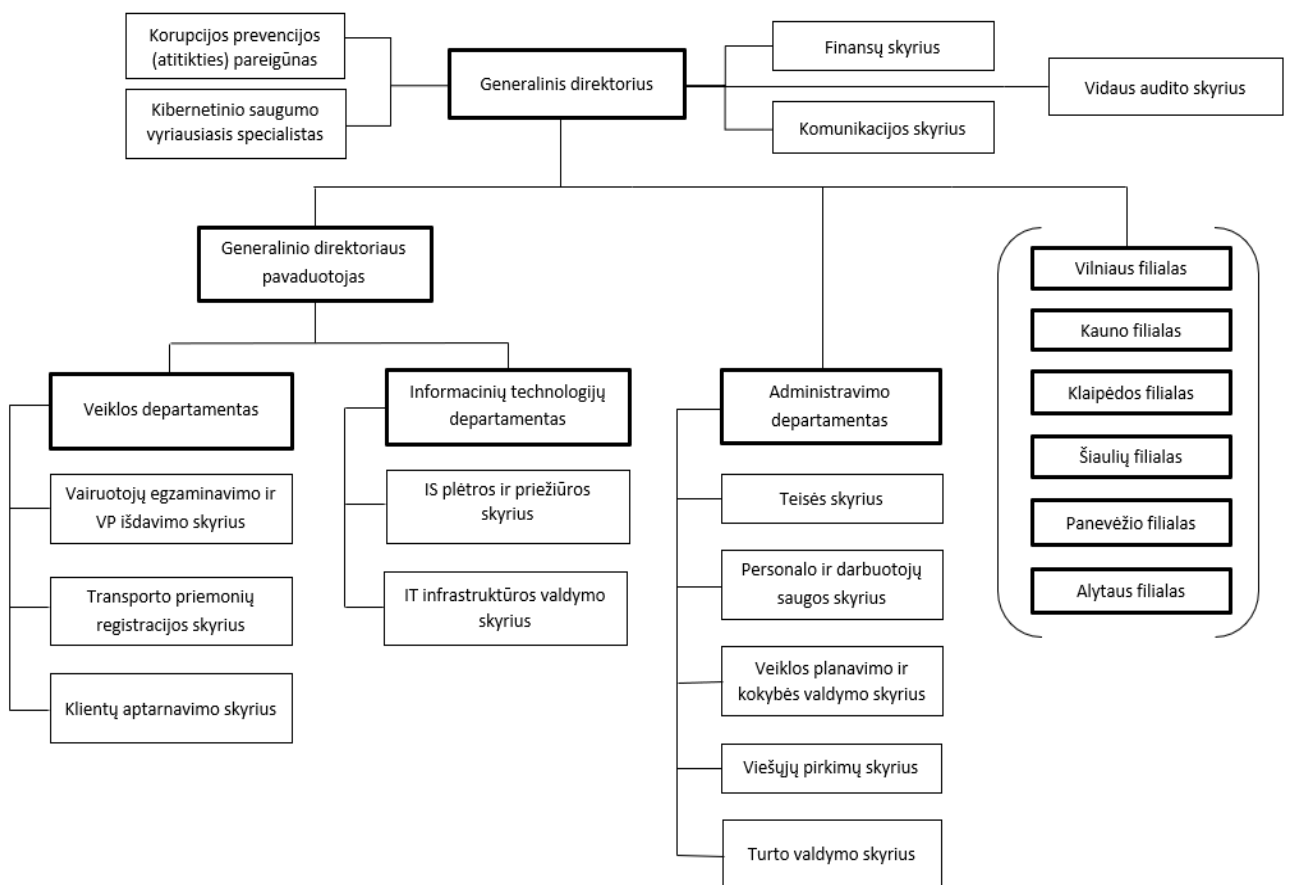 Korupcijos prevencijos
(atitikties) pareigūnas
Kibernetinio saugumo
vyriausiasis specialistas
Generalinis direktorius
Finansų skyrius
Komunikacijos skyrius
Vidaus audito skyrius
Generalinio direktoriaus
pavaduotojas
Veiklos departamentas
Vairuotojų egzaminavimo ir
VP išdavimo skyrius
Transporto priemonių
registracijos skyrius
Klientų aptarnavimo skyrius
Informacinių technologijų
departamentas
IS plėtros ir priežiūros
skyrius
IT infrastruktūros valdymo
skyrius
Administravimo
departamentas
Teisės skyrius
Personalo ir darbuotojų
saugos skyrius
Veiklos planavimo ir
kokybės valdymo skyrius
Viešųjų pirkimų skyrius
Turto valdymo skyrius
Vilniaus filialas
Kauno filialas
Klaipėdos filialas
Šiaulių filialas
Panevėžio filialas
Alytaus filialas